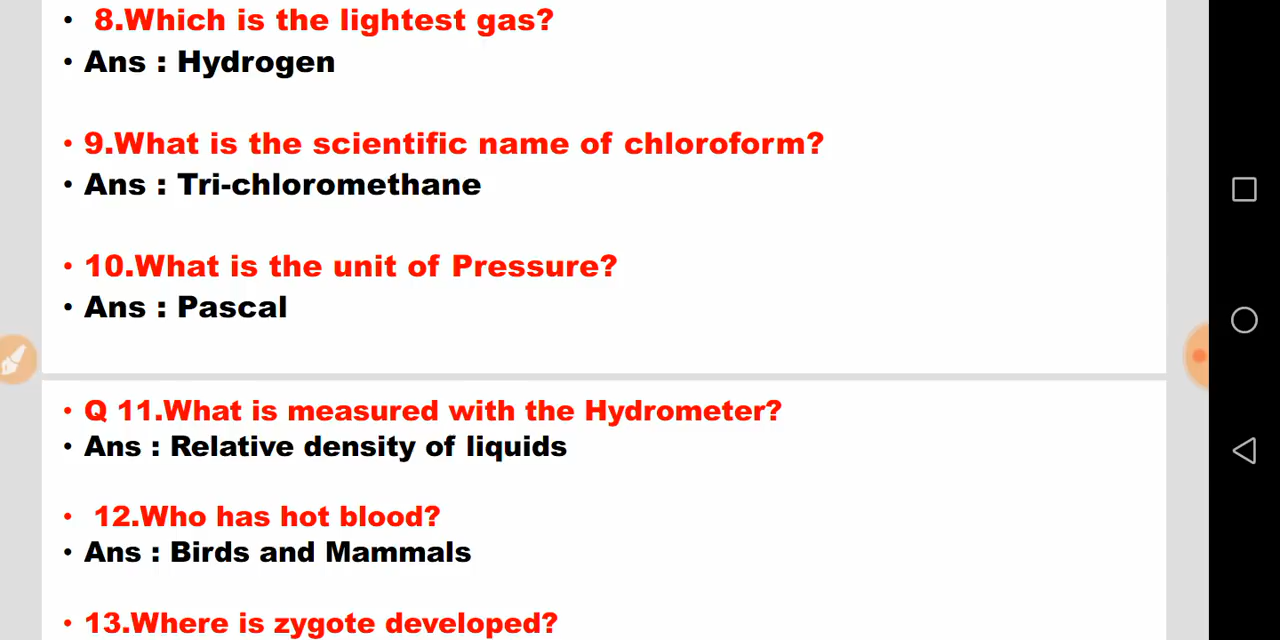 • 8.Which is the lightest gas?
• Ans : Hydrogen
• 9.What is the scientific name of chloroform?
• Ans : Tri-chloromethane
• 10.What is the unit of Pressure?
• Ans : Pascal
• Q 11.What is measured with the Hydrometer?
• Ans : Relative density of liquids
• 12.Who has hot blood?
• Ans : Birds and Mammals
• 13.Where is zygote developed?